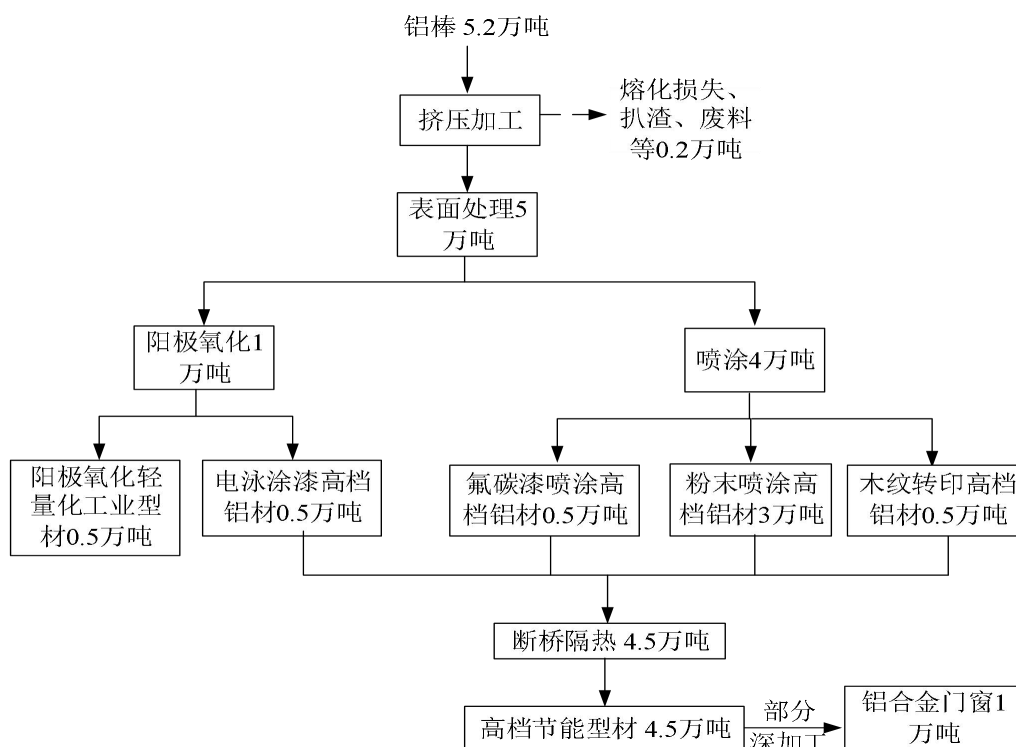 铝棒 5.2万吨
挤压加工
熔化损失、
扒渣、废料
等0.2万吨
表面处理5
万吨
阳极氧化1
万吨
喷涂4万吨
阳极氧化轻
量化工业型
材0.5万吨
电泳涂漆高档
铝材0.5万吨
氟碳漆喷涂高
档铝材0.5万吨
粉末喷涂高
档铝材3万吨
木纹转印高档
铝材0.5万吨
断桥隔热 4.5万吨
高档节能型材 4.5万吨
部分
深加工
铝合金门窗1
万吨